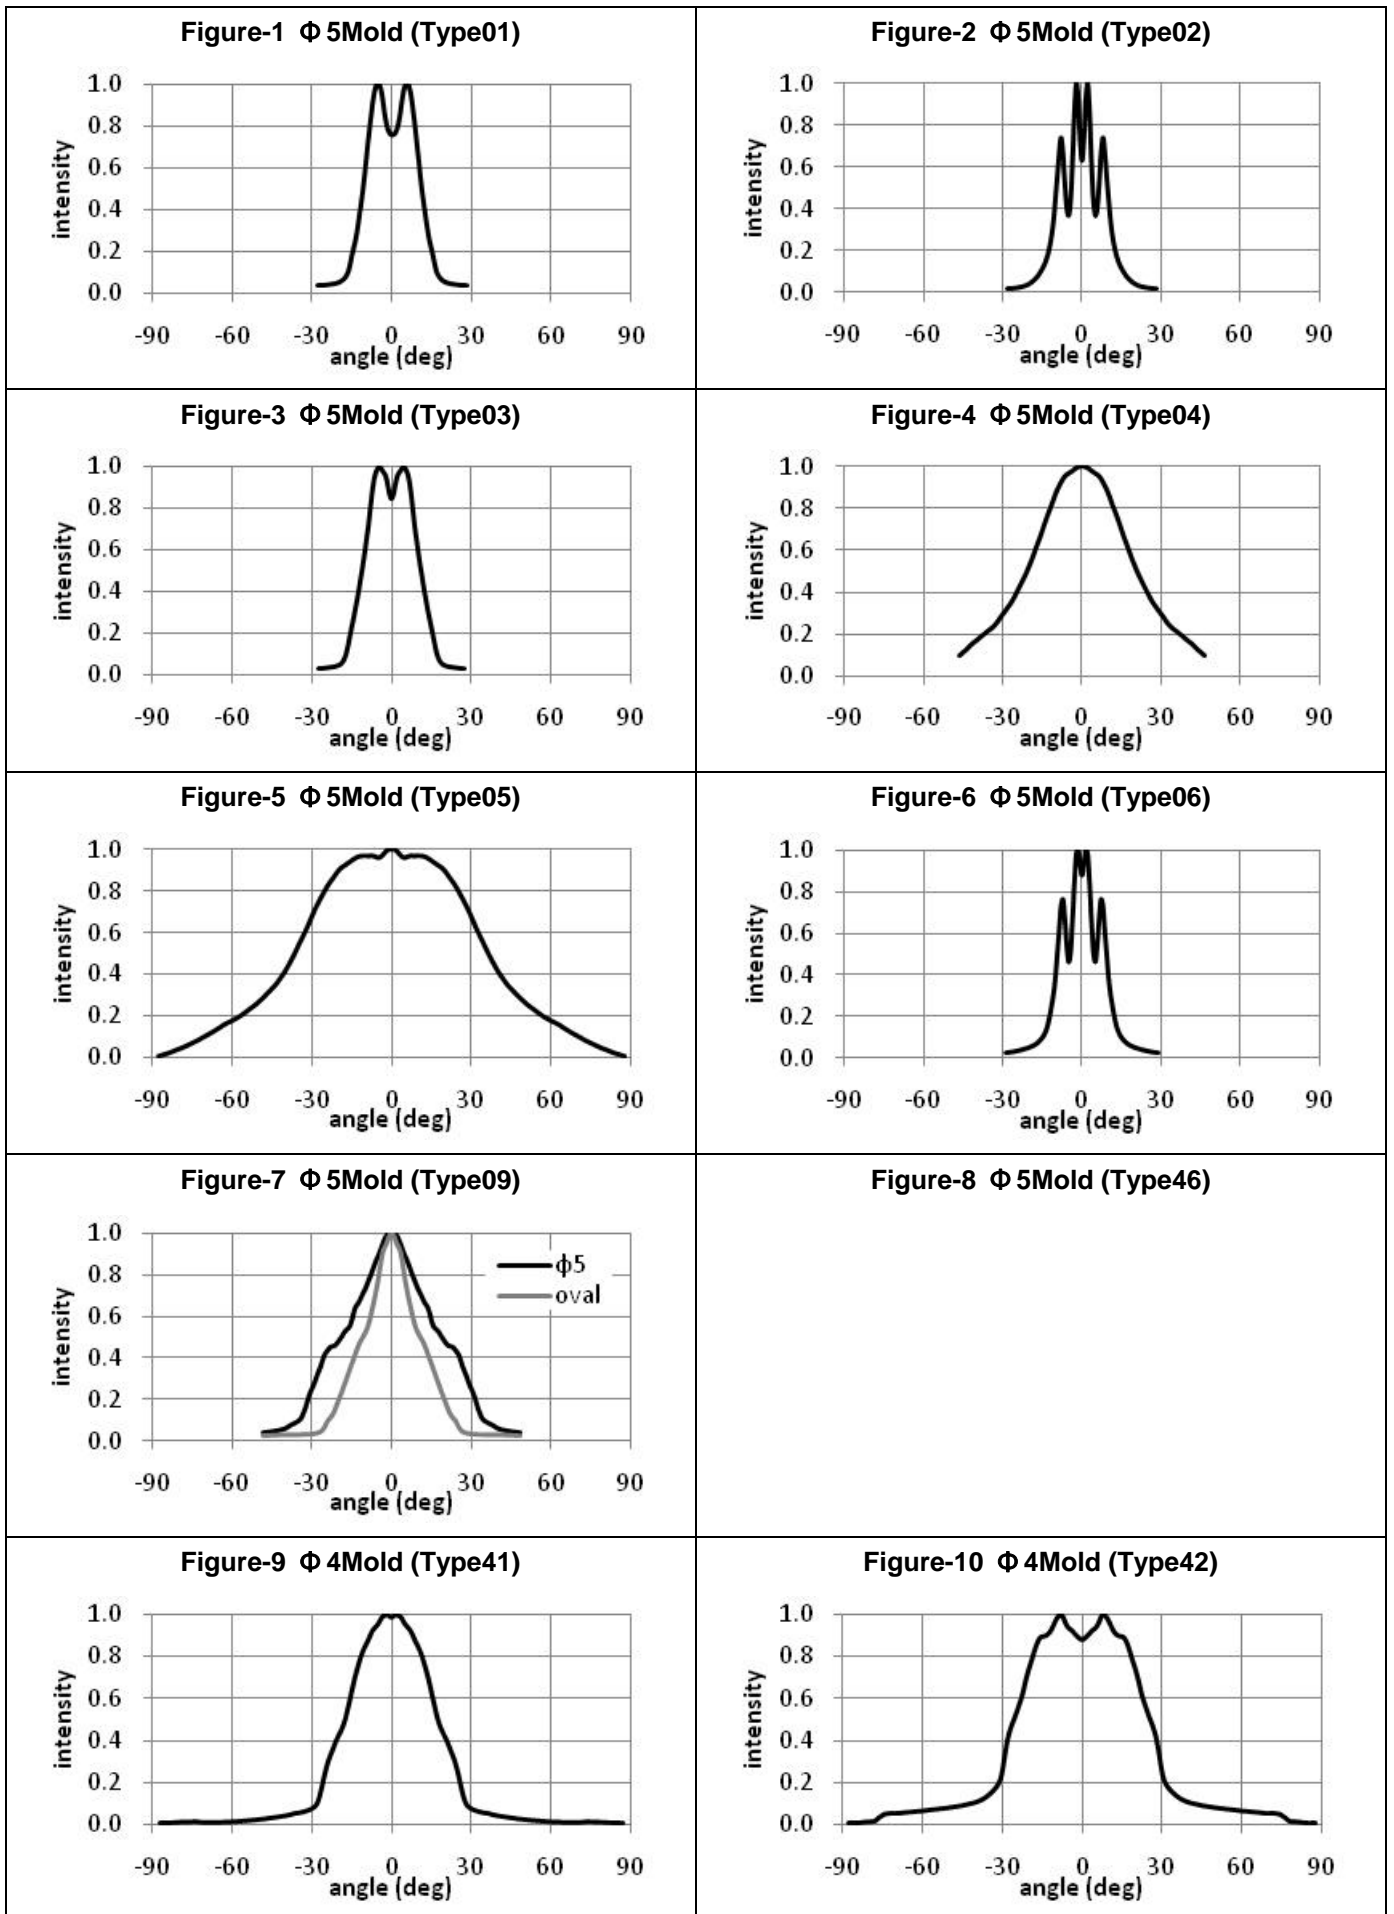 Figure-1 Φ 5Mold (Type01)
1.0
0.8
0.6
0.4
0.2
0.0
intensity
-90 -60 -30 0 30 60 90
angle (deg)
Figure-2 Φ 5Mold (Type02)
1.0
0.8
0.6
0.4
0.2
0.0
intensity
-90 -60 -30 0 30 60 90
angle (deg)
Figure-3 Φ 5Mold (Type03)
1.0
0.8
0.6
0.4
0.2
0.0
intensity
-90 -60 -30 0 30 60 90
angle (deg)
Figure-4 Φ 5Mold (Type04)
1.0
0.8
0.6
0.4
0.2
0.0
intensity
-90 -60 -30 0 30 60 90
angle (deg)
Figure-5 Φ 5Mold (Type05)
1.0
0.8
0.6
0.4
0.2
0.0
intensity
-90 -60 -30 0 30 60 90
angle (deg)
Figure-6 Φ 5Mold (Type06)
1.0
0.8
0.6
0.4
0.2
0.0
intensity
-90 -60 -30 0 30 60 90
angle (deg)
Figure-7 Φ 5Mold (Type09)
1.0
0.8
0.6
0.4
0.2
0.0
intensity
ϕ5
oval
-90 -60 -30 0 30 60 90
angle (deg)
Figure-8 Φ 5Mold (Type46)
Figure-9 Φ 4Mold (Type41)
1.0
0.8
0.6
0.4
0.2
0.0
intensity
-90 -60 -30 0 30 60 90
angle (deg)
Figure-10 Φ 4Mold (Type42)
1.0
0.8
0.6
0.4
0.2
0.0
intensity
-90 -60 -30 0 30 60 90
angle (deg)